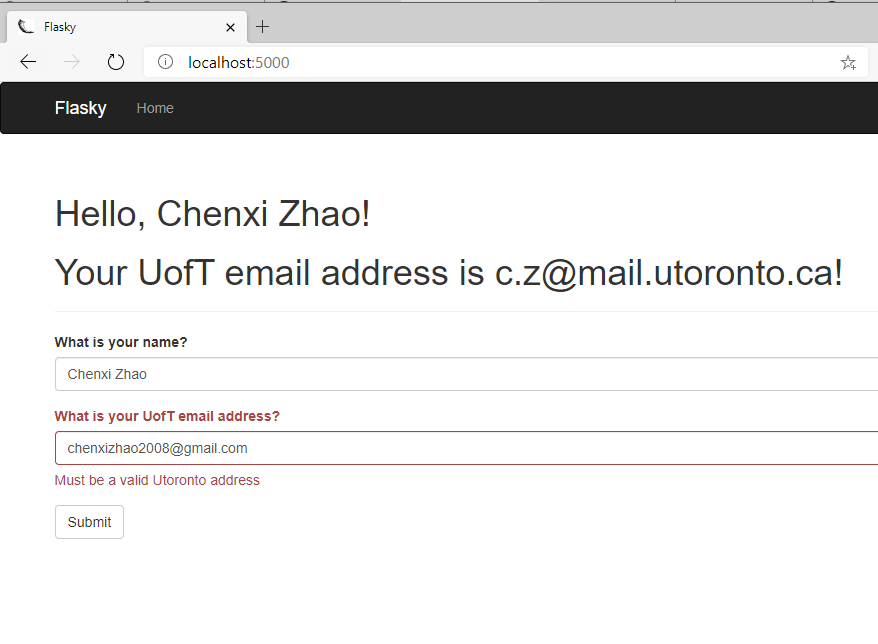 Flasky
localhost:5000
Flasky Home
Hello, Chenxi Zhao!
Your UofT email address is c.z@mail.utoronto.ca!
What is your name?
Chenxi Zhao
What is your UofT email address?
chenxizhao2008@gmail.com
Must be a valid Utoronto address
Submit